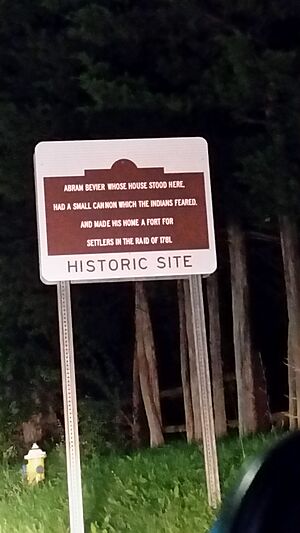 ABRAM BEVIER WHOSE HOUSE STOOD HERE,
HAD A SMALL CANNON WHICH THE INDIANS FEARED,
AND MADE HIS HOME A FORT FOR
SETTLERS IN THE RAID OF 1781.
HISTORIC SITE